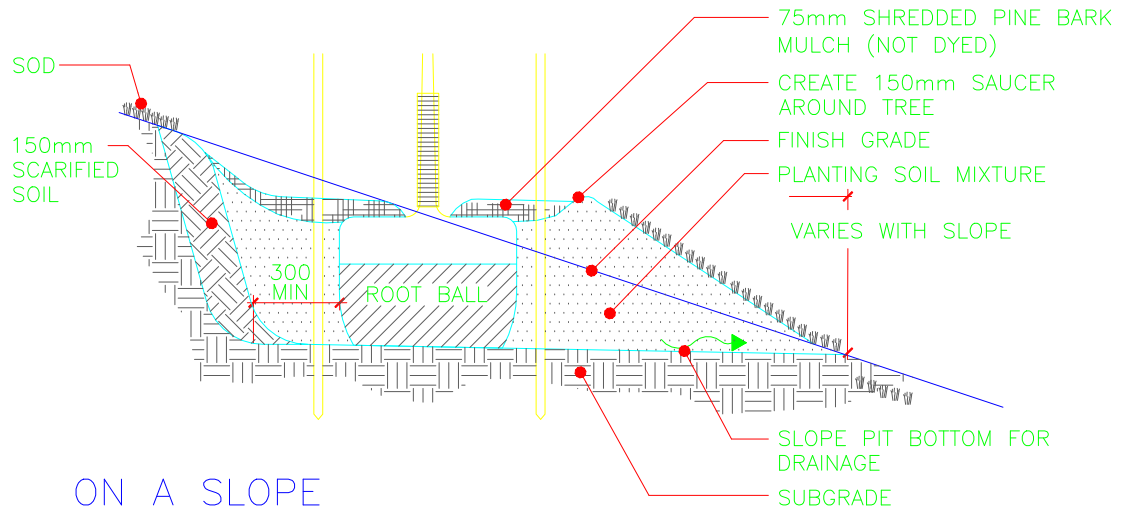 75mm SHREDDED PINE BARK
MULCH (NOT DYED)
SOD
CREATE 150mm SAUCER
AROUND TREE
150mm
SCARIFIED
SOIL
FINISH GRADE
PLANTING SOIL MIXTURE
VARIES WITH SLOPE
300
MIN
ROOT BALL
SLOPE PIT BOTTOM FOR
DRAINAGE
SUBGRADE
ON A SLOPE